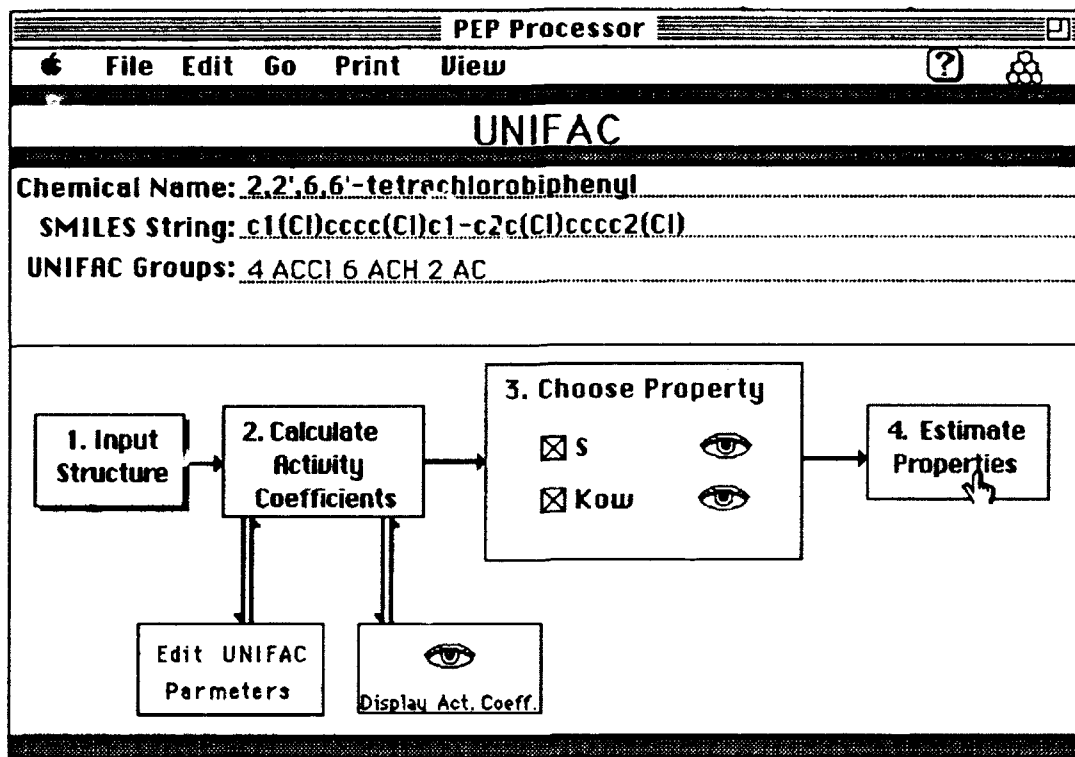 PEP Processor
File Edit Go Print View ?
UNIFAC
Chemical Name: 2,2',6,6'-tetrachlorobiphenyl
SMILES String: c1(Cl)cccc(Cl)c1-c2c(Cl)cccc2(Cl)
UNIFAC Groups: 4 ACCl 6 ACH 2 AC
1. Input
Structure
2. Calculate
Activity
Coefficients
3. Choose Property
S
Kow
4. Estimate
Properties
Edit UNIFAC
Parmeters
Display Act. Coeff.